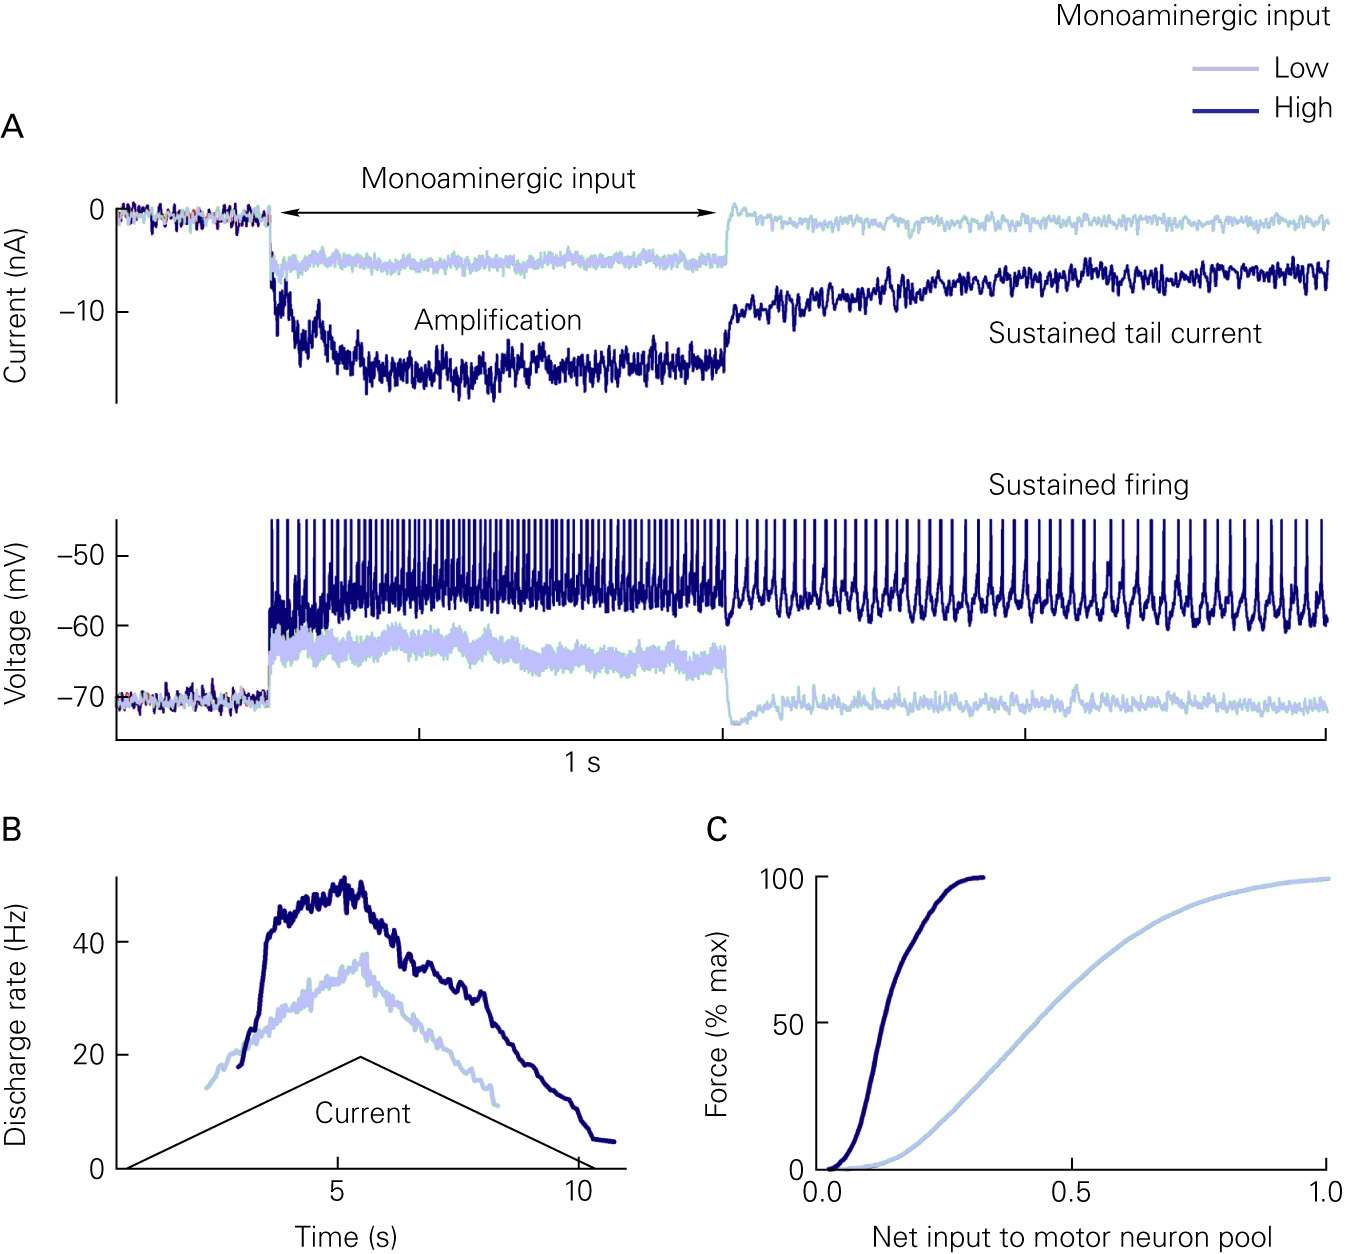 Monoaminergic input
Low
High
A
Monoaminergic input
0
–10
Current (nA)
Amplification
Sustained tail current
Sustained firing
–50
–60
–70
Voltage (mV)
1 s
B
40
20
0
Discharge rate (Hz)
Current
5
10
Time (s)
C
100
50
0
Force (% max)
0.0
0.5
1.0
Net input to motor neuron pool